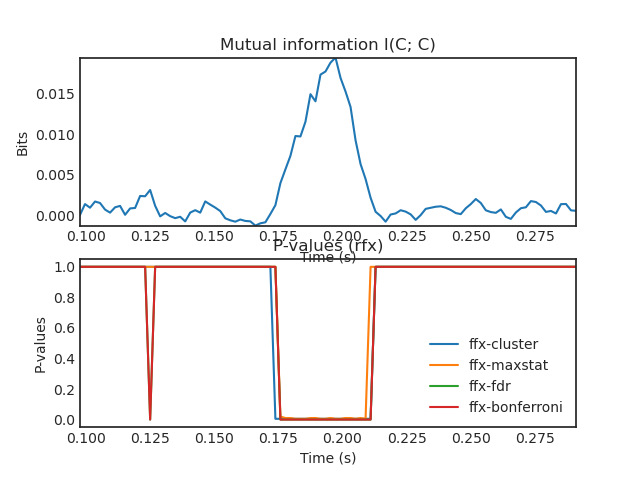 Mutual information I(C; C)
Bits
0.015
0.010
0.005
0.000
0.100 0.125 0.150 0.175 0.200 0.225 0.250 0.275
Time (s)
P-values (rfx)
P-values
1.0
0.8
0.6
0.4
0.2
0.0
ffx-cluster
ffx-maxstat
ffx-fdr
ffx-bonferroni
0.100 0.125 0.150 0.175 0.200 0.225 0.250 0.275
Time (s)